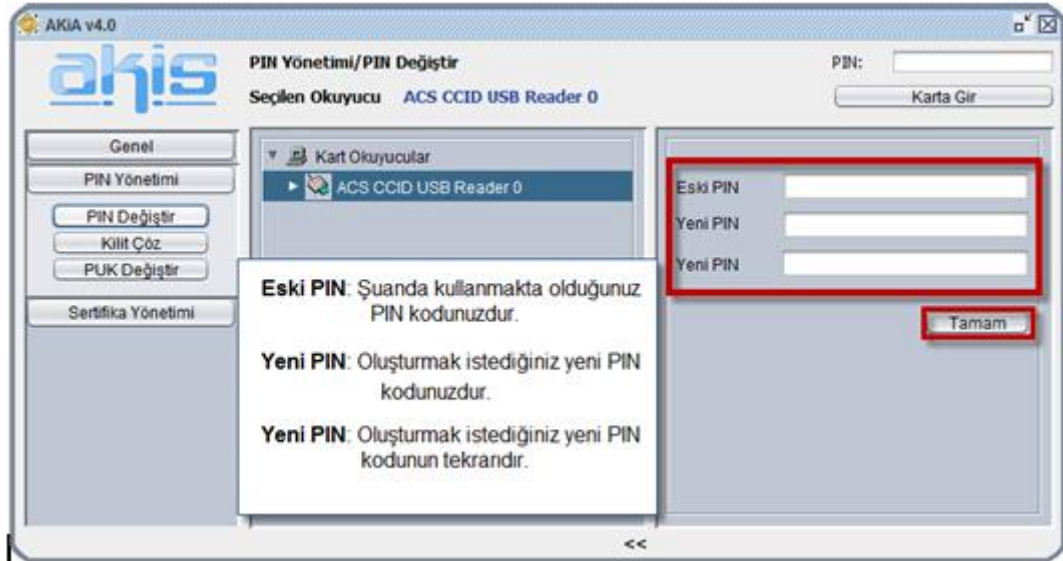 AKiA v4.0
akis
PIN Yönetimi/PIN Değiştir
PIN:
Seçilen Okuyucu ACS CCID USB Reader 0
Karta Gir
Genel
PIN Yönetimi
PIN Değiştir
Kilit Çöz
PUK Değiştir
Sertifika Yönetimi
Kart Okuyucular
ACS CCID USB Reader 0
Eski PIN
Yeni PIN
Yeni PIN
Tamam
Eski PIN: Şuanda kullanmakta olduğunuz
PIN kodunuzdur.
Yeni PIN: Oluşturmak istediğiniz yeni PIN
kodunuzdur.
Yeni PIN: Oluşturmak istediğiniz yeni PIN
kodunun tekrarıdır.
<<